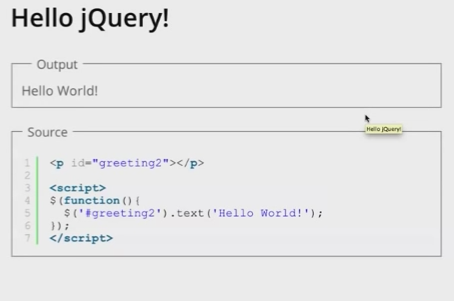 Hello jQuery!
Output
Hello World!
Hello jQuery!
Source
1 <p id="greeting2"></p>
2
3 <script>
4 $(function(){
5   $('#greeting2').text('Hello World!');
6 });
7 </script>